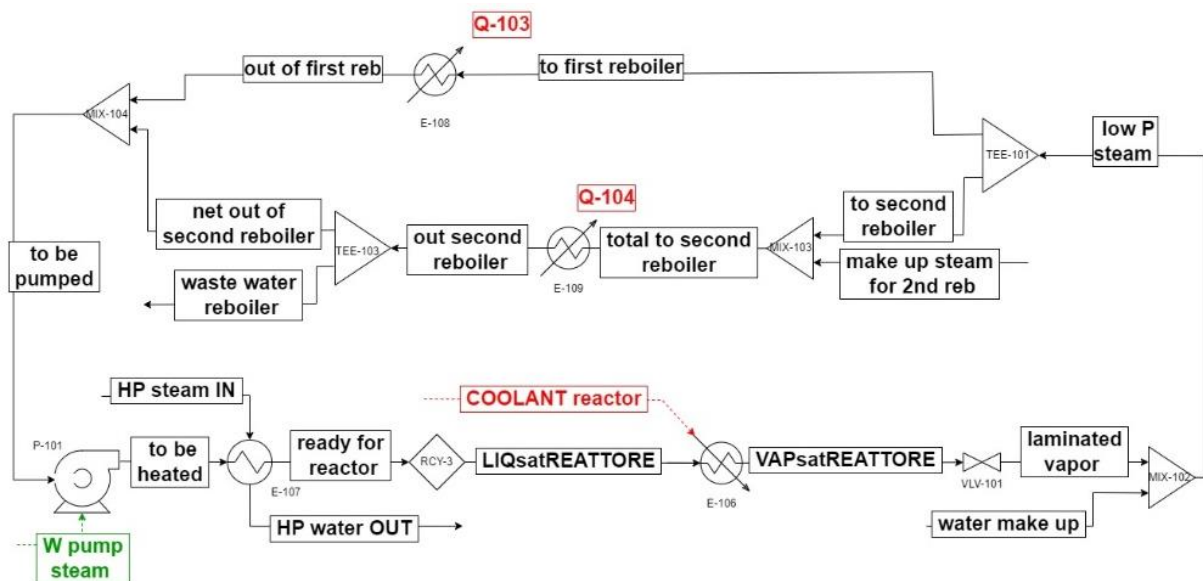 Q-103
out of first reb
to first reboiler
MIX-104
E-108
TEE-101
low P
steam
Q-104
net out of
second reboiler
TEE-103
out second
reboiler
total to second
reboiler
MIX-103
to second
reboiler
make up steam
for 2nd reb
to be
pumped
waste water
reboiler
E-109
HP steam IN
COOLANT reactor
P-101
to be
heated
ready for
reactor
RCY-3
LIQsatREATTORE
VAPsatREATTORE
laminated
vapor
E-107
E-106
VLV-101
MIX-102
HP water OUT
water make up
W pump
steam